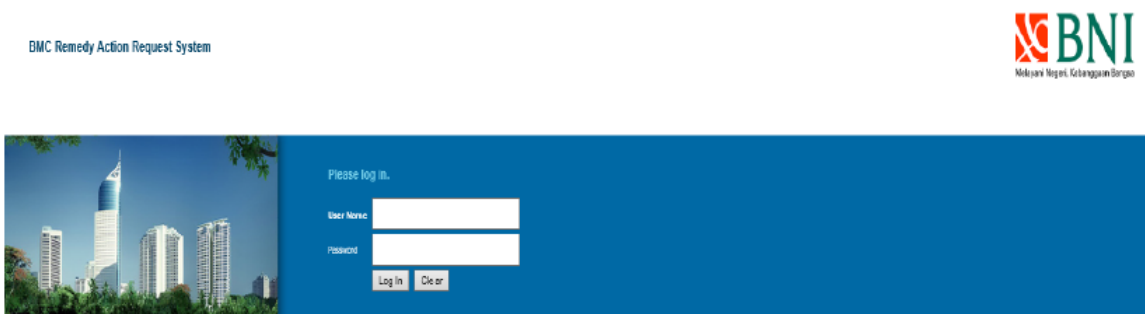 BMC Remedy Action Request System
BNI
Melayani Negeri, Kebanggaan Bangsa
Please log in.
User Name
Password
Log In Clear